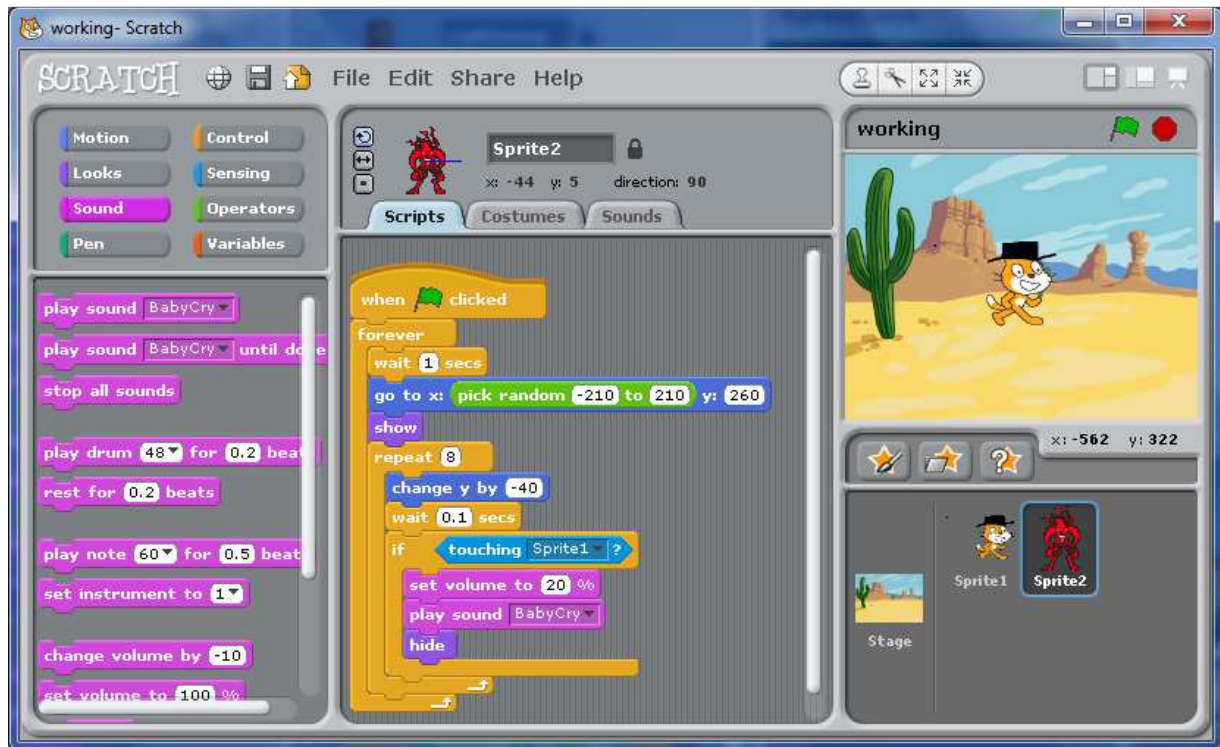 working- Scratch
SCRATCH File Edit Share Help
Motion Control
Looks Sensing
Sound Operators
Pen Variables
play sound BabyCry
play sound BabyCry until done
stop all sounds
play drum 48 for 0.2 beat
rest for 0.2 beats
play note 60 for 0.5 beat
set instrument to 1
change volume by -10
set volume to 100 %
Sprite2
x: -44 y: 5 direction: 90
Scripts Costumes Sounds
when clicked
forever
wait 1 secs
go to x: pick random -210 to 210 y: 260
show
repeat 8
change y by -40
wait 0.1 secs
if touching Sprite1 ?
set volume to 20 %
play sound BabyCry
hide
working
x: -562 y: 322
Sprite1 Sprite2
Stage